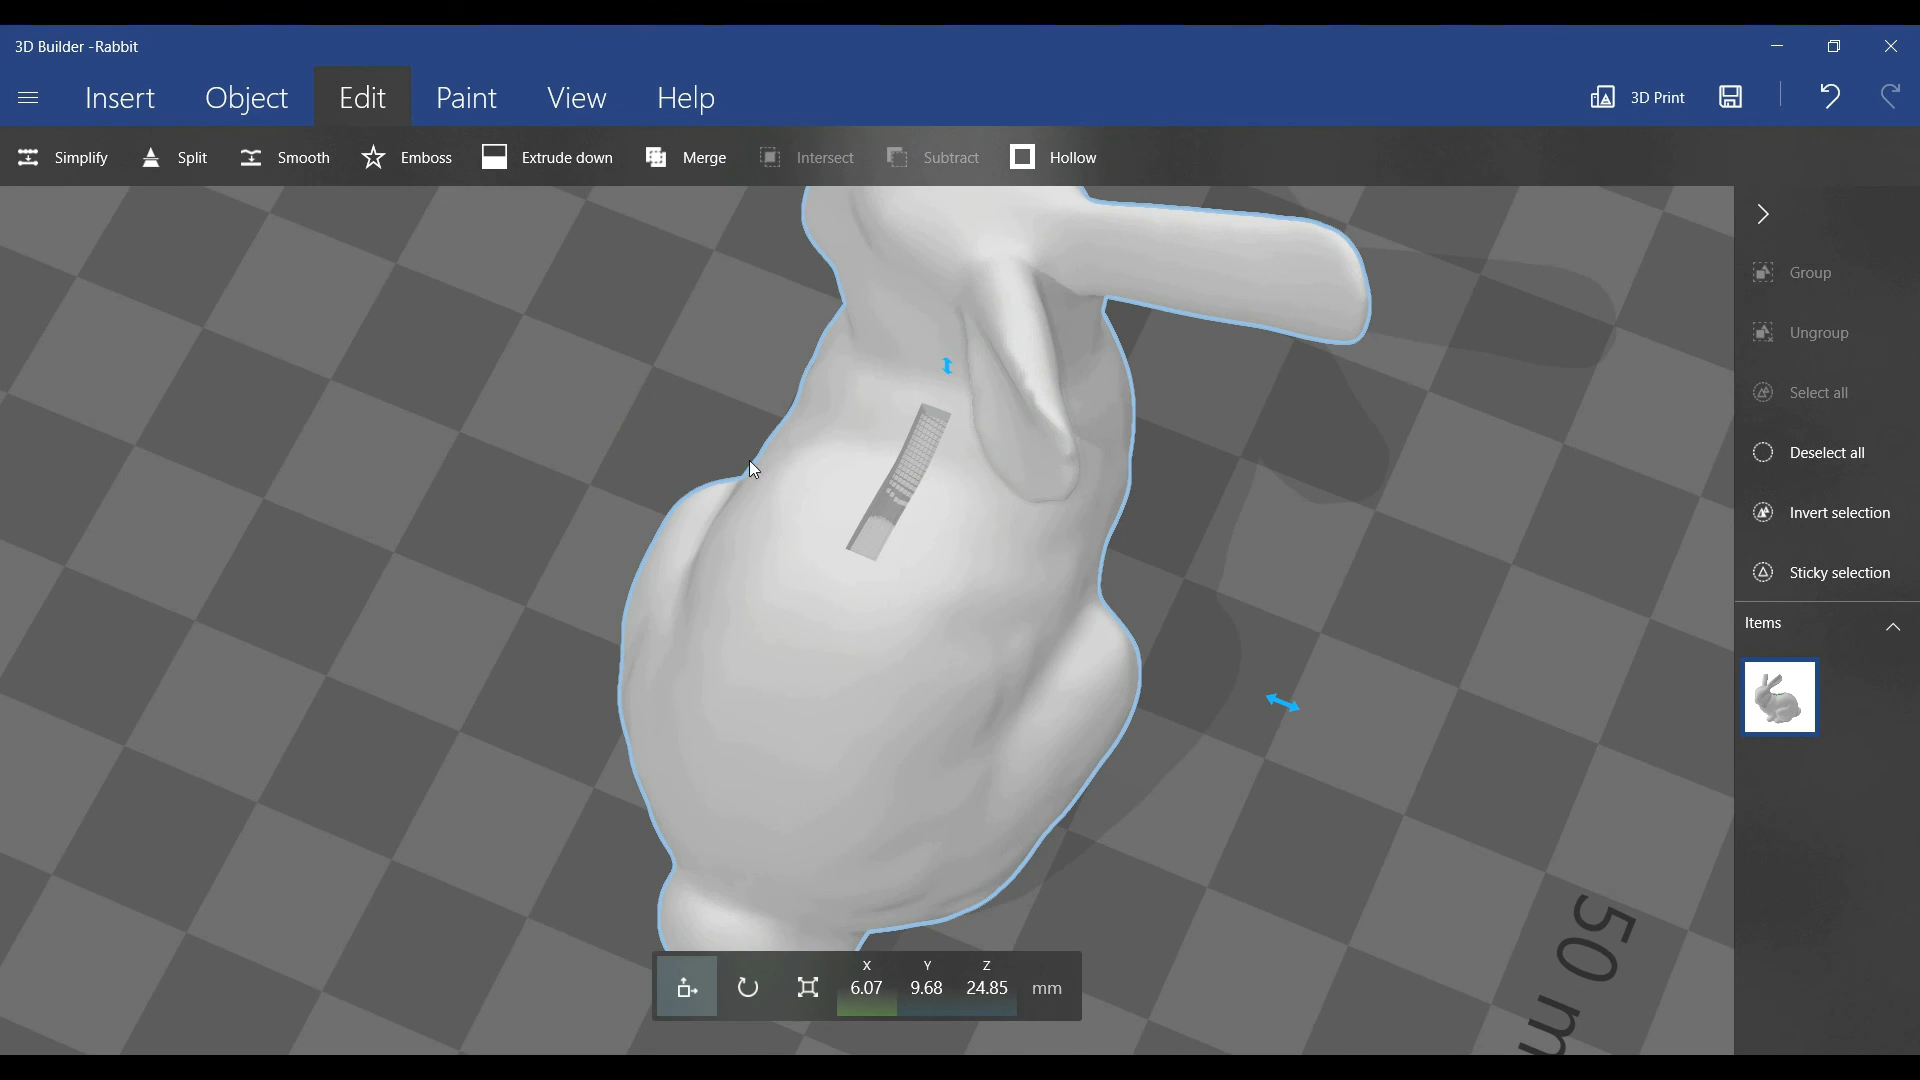 3D Builder -Rabbit
Insert Object Edit Paint View Help 3D Print
Simplify Split Smooth Emboss Extrude down Merge Intersect Subtract Hollow
Group
Ungroup
Select all
Deselect all
Invert selection
Sticky selection
Items
50 m
X Y Z
6.07 9.68 24.85 mm